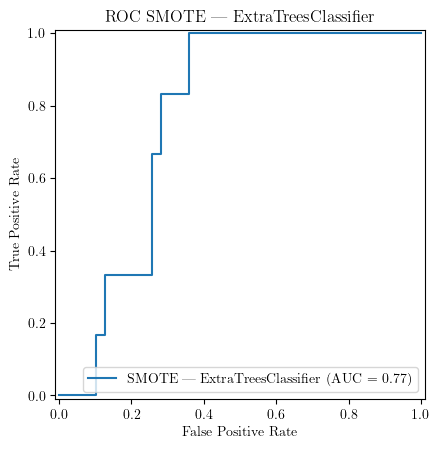 ROC SMOTE — ExtraTreesClassifier
1.0
0.8
0.6
0.4
0.2
0.0
True Positive Rate
SMOTE — ExtraTreesClassifier (AUC = 0.77)
0.0 0.2 0.4 0.6 0.8 1.0
False Positive Rate